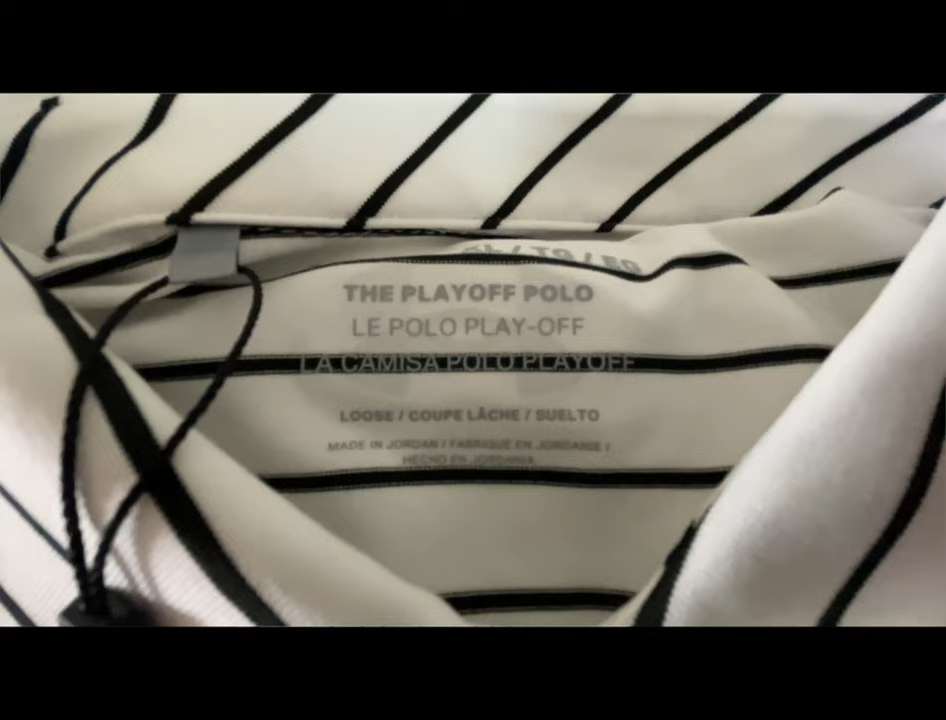 THE PLAYOFF POLO
LE POLO PLAY-OFF
LA CAMISA POLO PLAYOFF
LOOSE / COUPE LÂCHE / SUELTO
MADE IN JORDAN / FABRIQUÉ EN JORDANIE /
HECHO EN JORDANIA